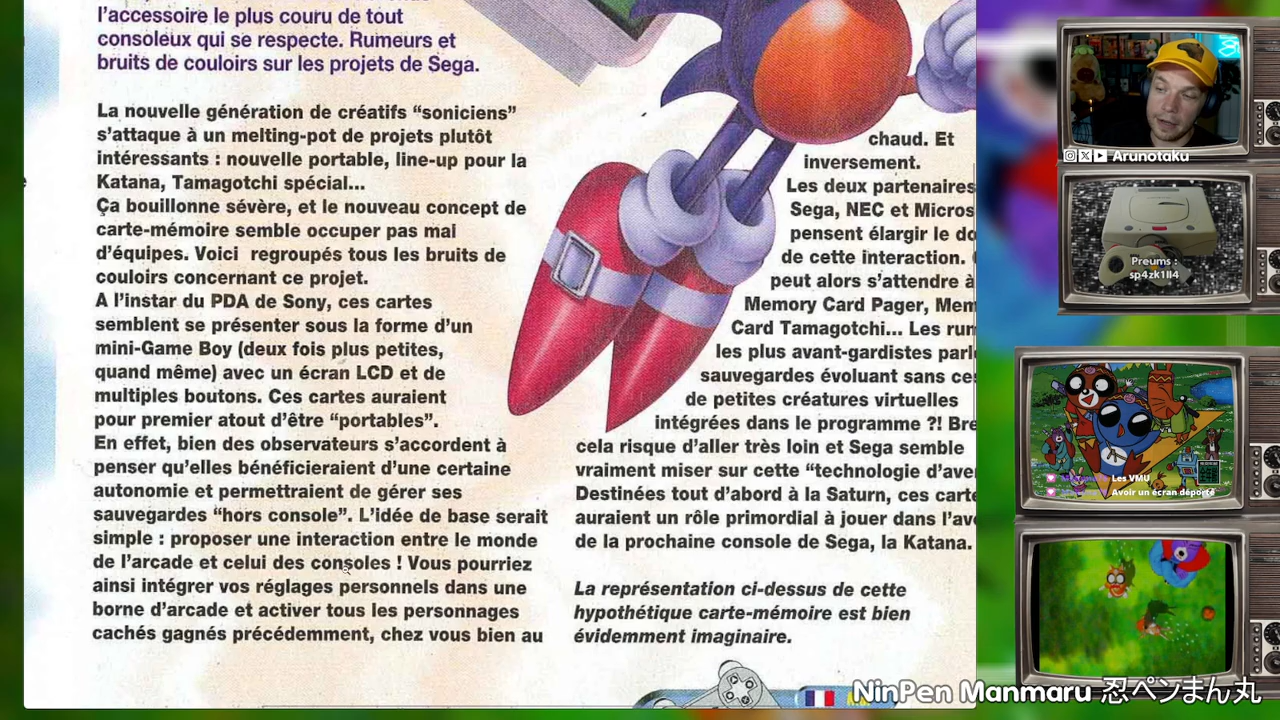 l'accessoire le plus couru de tout
consoleux qui se respecte. Rumeurs et
bruits de couloirs sur les projets de Sega.
La nouvelle génération de créatifs “soniciens”
s'attaque à un melting-pot de projets plutôt
intéressants : nouvelle portable, line-up pour la
Katana, Tamagotchi spécial...
Ça bouillonne sévère, et le nouveau concept de
carte-mémoire semble occuper pas mal
d'équipes. Voici regroupés tous les bruits de
couloirs concernant ce projet.
A l'instar du PDA de Sony, ces cartes
semblent se présenter sous la forme d'un
mini-Game Boy (deux fois plus petites,
quand même) avec un écran LCD et de
multiples boutons. Ces cartes auraient
pour premier atout d'être “portables”.
En effet, bien des observateurs s'accordent à
penser qu'elles bénéficieraient d'une certaine
autonomie et permettraient de gérer ses
sauvegardes “hors console”. L'idée de base serait
simple : proposer une interaction entre le monde
de l'arcade et celui des consoles ! Vous pourriez
ainsi intégrer vos réglages personnels dans une
borne d'arcade et activer tous les personnages
cachés gagnés précédemment, chez vous bien au
chaud. Et
inversement.
Les deux partenaires
Sega, NEC et Micros
pensent élargir le do
de cette interaction.
peut alors s'attendre à
Memory Card Pager, Mem
Card Tamagotchi... Les rum
les plus avant-gardistes parl
sauvegardes évoluant sans ce
de petites créatures virtuelles
intégrées dans le programme ?! Bre
cela risque d'aller très loin et Sega semble
vraiment miser sur cette “technologie d'ave
Destinées tout d'abord à la Saturn, ces carte
auraient un rôle primordial à jouer dans l'ave
de la prochaine console de Sega, la Katana.
La représentation ci-dessus de cette
hypothétique carte-mémoire est bien
évidemment imaginaire.
Arunotaku
Preums :
sp4zk1ll4
Les VMU
Avoir un écran déporté
NinPen Manmaru 忍ペンまん丸